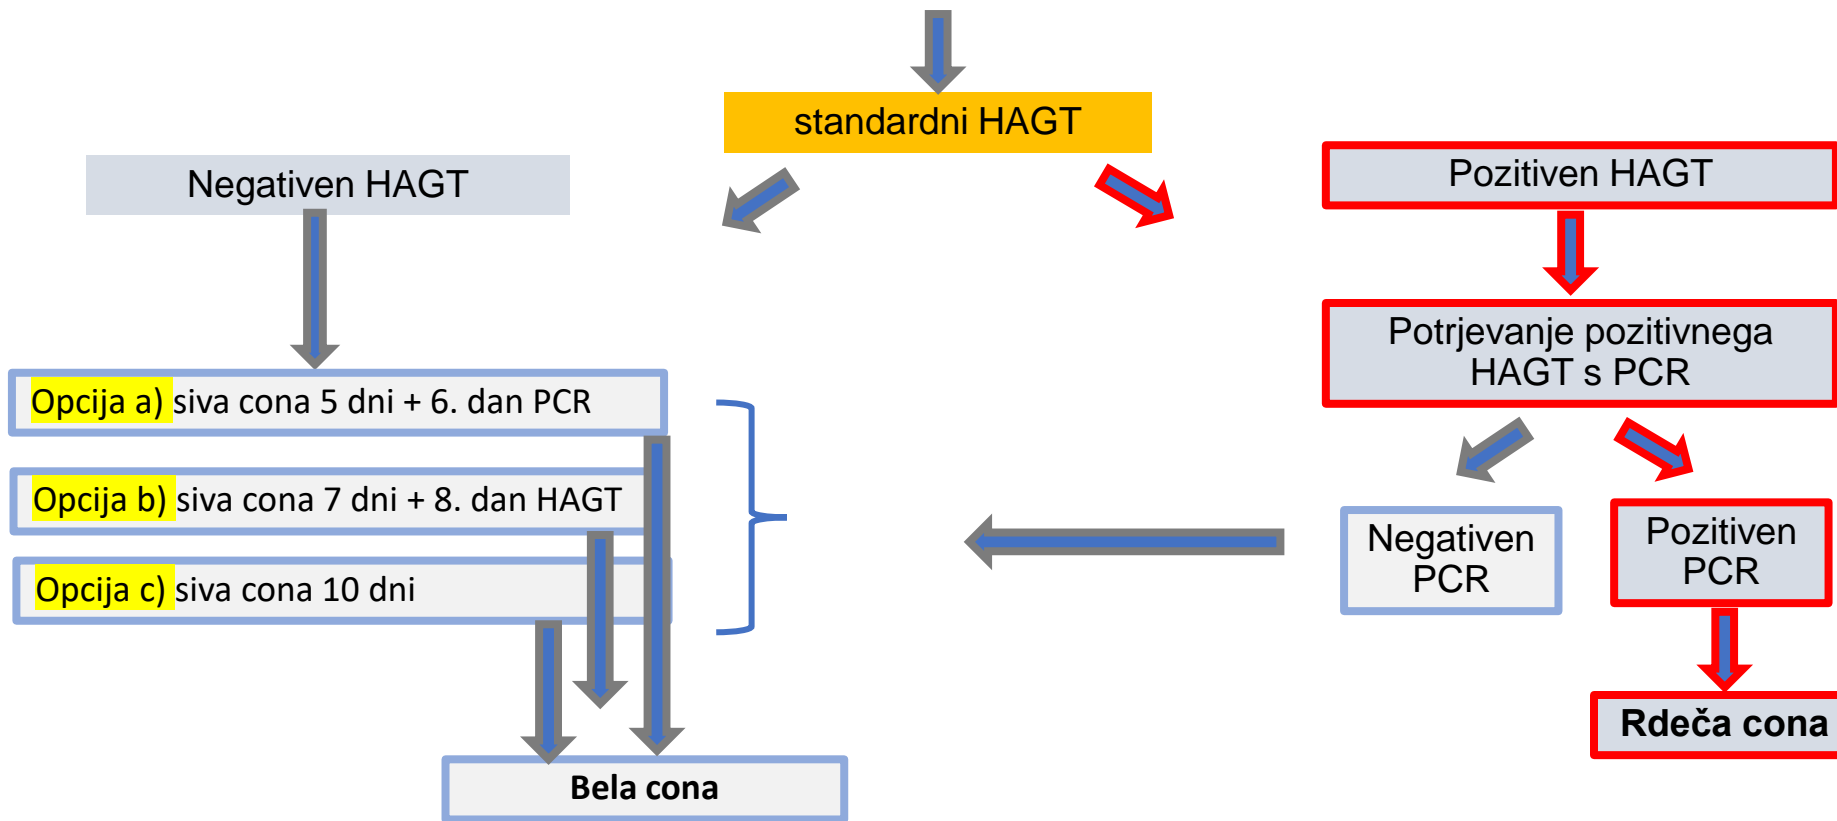 standardni HAGT
Negativen HAGT
Pozitiven HAGT
Potrjevanje pozitivnega
HAGT s PCR
Opcija a) siva cona 5 dni + 6. dan PCR
Opcija b) siva cona 7 dni + 8. dan HAGT
Opcija c) siva cona 10 dni
Negativen
PCR
Pozitiven
PCR
Rdeča cona
Bela cona